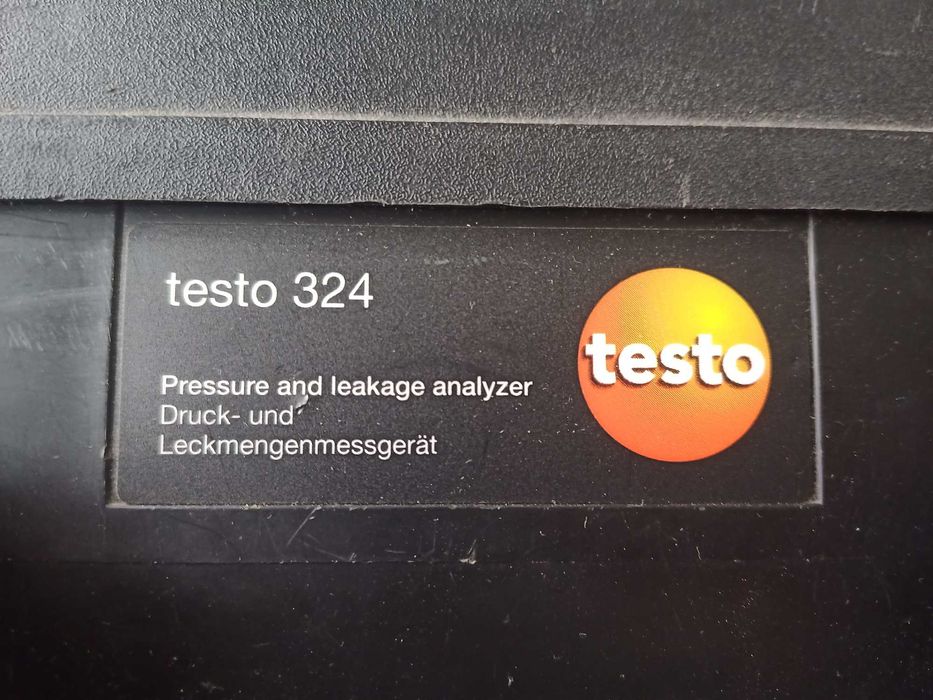 testo 324
testo
Pressure and leakage analyzer
Druck- und
Leckmengenmessgerät